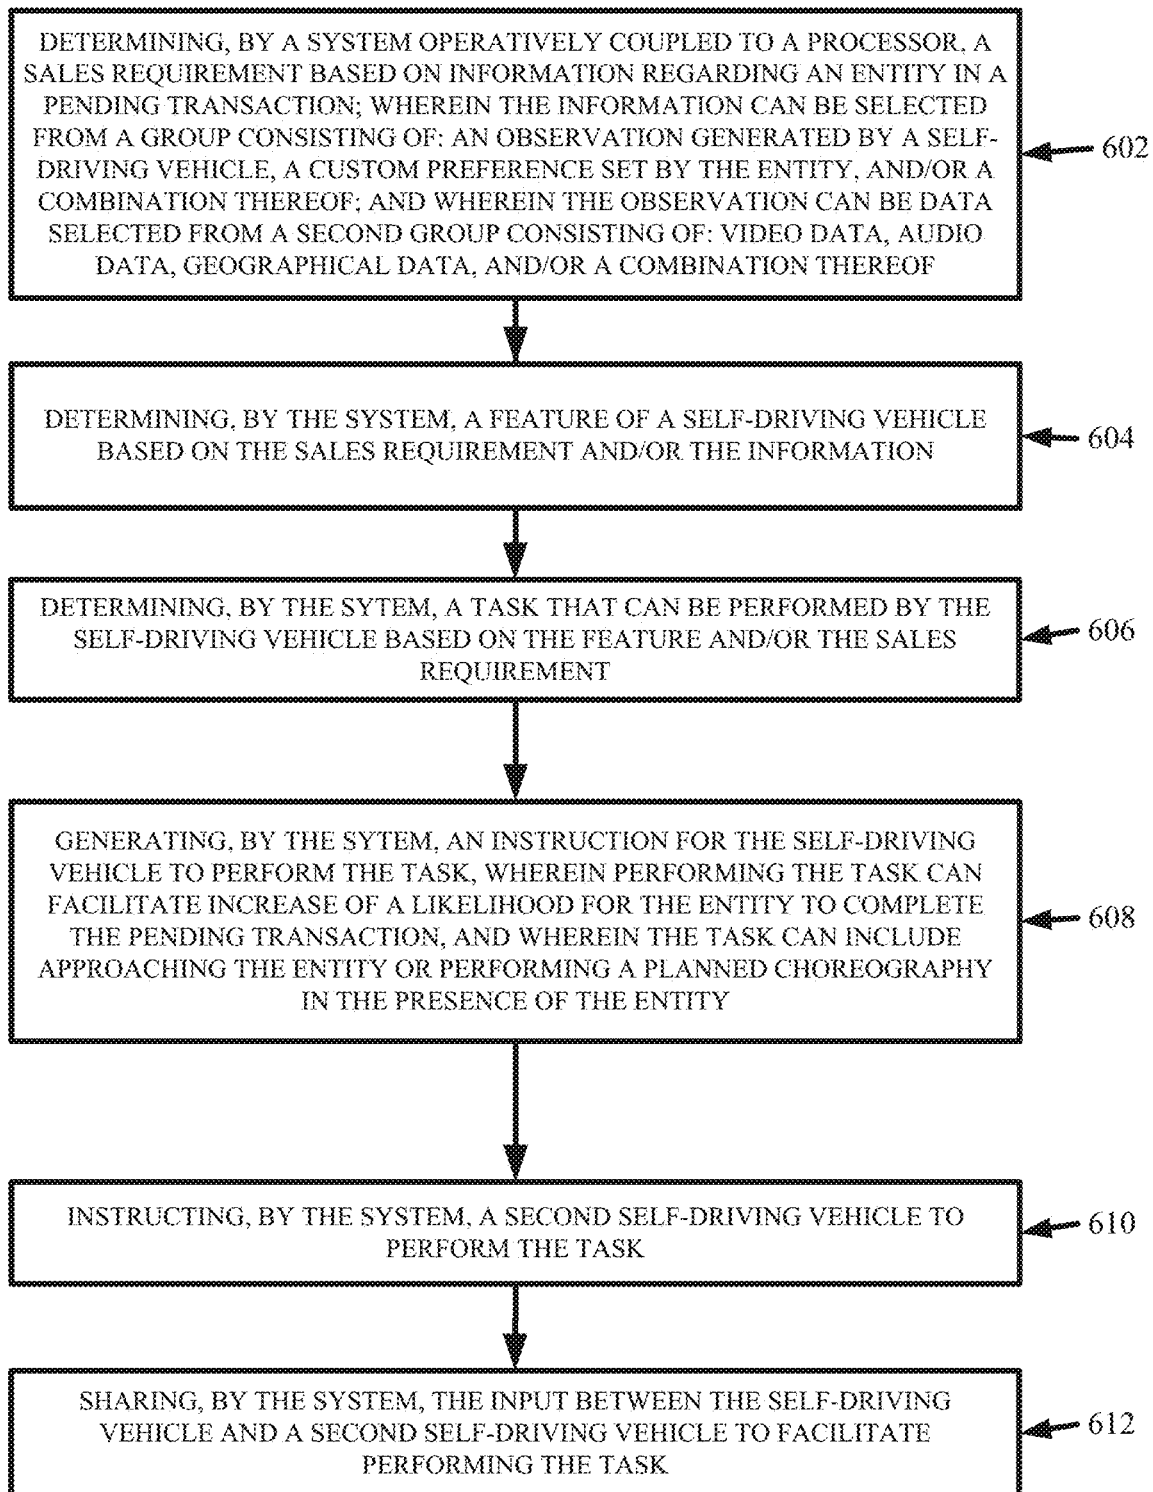 DETERMINING, BY A SYSTEM OPERATIVELY COUPLED TO A PROCESSOR, A
SALES REQUIREMENT BASED ON INFORMATION REGARDING AN ENTITY IN A
PENDING TRANSACTION; WHEREIN THE INFORMATION CAN BE SELECTED
FROM A GROUP CONSISTING OF: AN OBSERVATION GENERATED BY A SELF-
DRIVING VEHICLE, A CUSTOM PREFERENCE SET BY THE ENTITY, AND/OR A
COMBINATION THEREOF; AND WHEREIN THE OBSERVATION CAN BE DATA
SELECTED FROM A SECOND GROUP CONSISTING OF: VIDEO DATA, AUDIO
DATA, GEOGRAPHICAL DATA, AND/OR A COMBINATION THEREOF
602
DETERMINING, BY THE SYSTEM, A FEATURE OF A SELF-DRIVING VEHICLE
BASED ON THE SALES REQUIREMENT AND/OR THE INFORMATION
604
DETERMINING, BY THE SYTEM, A TASK THAT CAN BE PERFORMED BY THE
SELF-DRIVING VEHICLE BASED ON THE FEATURE AND/OR THE SALES
REQUIREMENT
606
GENERATING, BY THE SYTEM, AN INSTRUCTION FOR THE SELF-DRIVING
VEHICLE TO PERFORM THE TASK, WHEREIN PERFORMING THE TASK CAN
FACILITATE INCREASE OF A LIKELIHOOD FOR THE ENTITY TO COMPLETE
THE PENDING TRANSACTION, AND WHEREIN THE TASK CAN INCLUDE
APPROACHING THE ENTITY OR PERFORMING A PLANNED CHOREOGRAPHY
IN THE PRESENCE OF THE ENTITY
608
INSTRUCTING, BY THE SYSTEM, A SECOND SELF-DRIVING VEHICLE TO
PERFORM THE TASK
610
SHARING, BY THE SYSTEM, THE INPUT BETWEEN THE SELF-DRIVING
VEHICLE AND A SECOND SELF-DRIVING VEHICLE TO FACILITATE
PERFORMING THE TASK
612